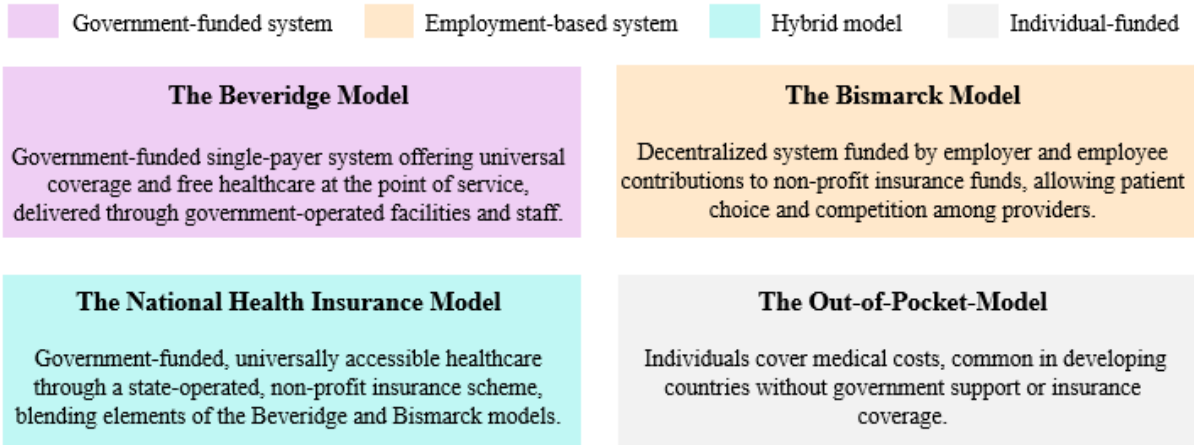 Government-funded system Employment-based system Hybrid model Individual-funded
The Beveridge Model
Government-funded single-payer system offering universal
coverage and free healthcare at the point of service,
delivered through government-operated facilities and staff.
The Bismarck Model
Decentralized system funded by employer and employee
contributions to non-profit insurance funds, allowing patient
choice and competition among providers.
The National Health Insurance Model
Government-funded, universally accessible healthcare
through a state-operated, non-profit insurance scheme,
blending elements of the Beveridge and Bismarck models.
The Out-of-Pocket-Model
Individuals cover medical costs, common in developing
countries without government support or insurance
coverage.